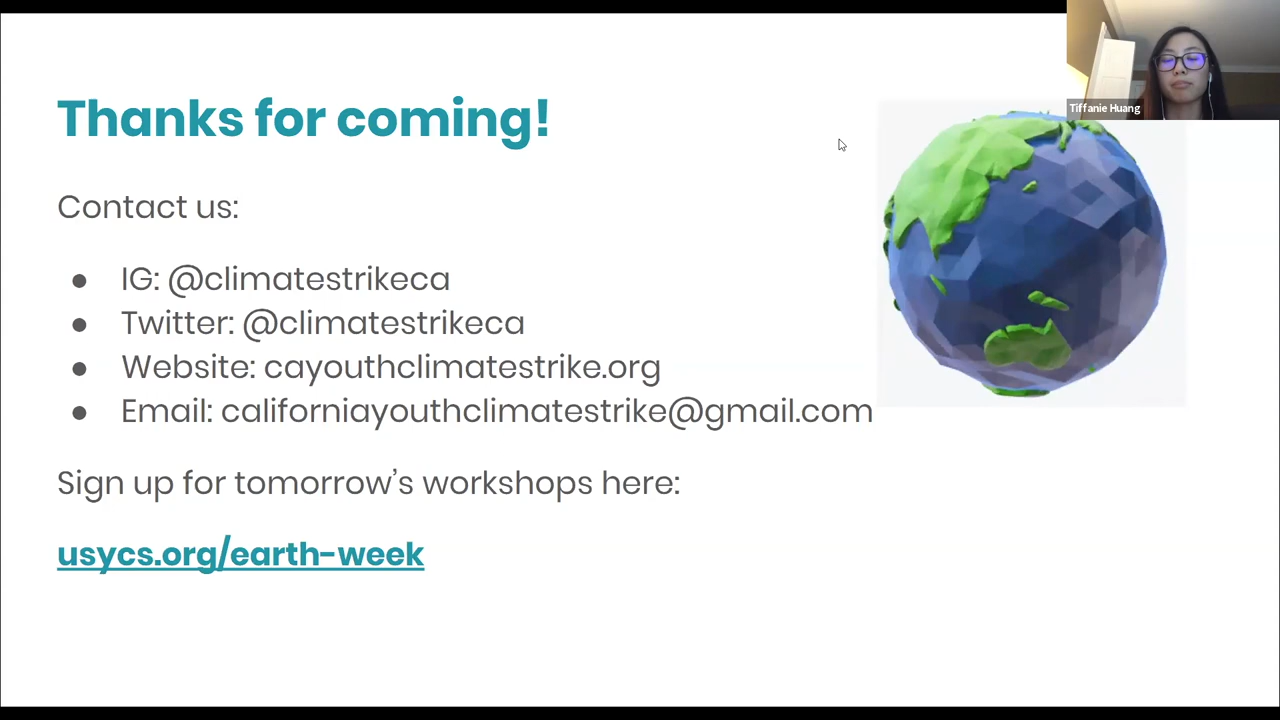 Thanks for coming!
Contact us:
● IG: @climatestrikeca
● Twitter: @climatestrikeca
● Website: cayouthclimatestrike.org
● Email: californiayouthclimatestrike@gmail.com
Sign up for tomorrow’s workshops here:
usycs.org/earth-week
Tiffanie Huang